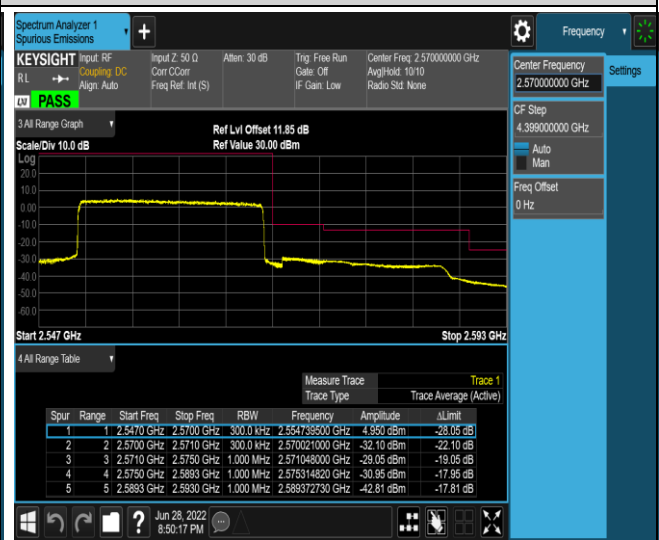 Spectrum Analyzer 1
Spurious Emissions
+
Frequency
KEYSIGHT
RL
Input: RF
Coupling: DC
Align: Auto
Input Z: 50 Ω
Corr CCorr
Freq Ref: Int (S)
Atten: 30 dB
Trig: Free Run
Gate: Off
IF Gain: Low
Center Freq: 2.570000000 GHz
Avg|Hold: 10/10
Radio Std: None
LXI PASS
Center Frequency
2.570000000 GHz
Settings
CF Step
4.399000000 GHz
Auto
Man
Freq Offset
0 Hz
3 All Range Graph
Scale/Div 10.0 dB
Ref Lvl Offset 11.85 dB
Ref Value 30.00 dBm
Log
20.0
10.0
0.00
-10.0
-20.0
-30.0
-40.0
-50.0
-60.0
Start 2.547 GHz Stop 2.593 GHz
4 All Range Table
Measure Trace Trace 1
Trace Type Trace Average (Active)
Spur Range Start Freq Stop Freq RBW Frequency Amplitude ΔLimit
1 1 2.5470 GHz 2.5700 GHz 300.0 kHz 2.554739500 GHz 4.950 dBm -28.05 dB
2 2 2.5700 GHz 2.5710 GHz 300.0 kHz 2.570021000 GHz -32.10 dBm -22.10 dB
3 3 2.5710 GHz 2.5750 GHz 1.000 MHz 2.571048000 GHz -29.05 dBm -19.05 dB
4 4 2.5750 GHz 2.5893 GHz 1.000 MHz 2.575314820 GHz -30.95 dBm -17.95 dB
5 5 2.5893 GHz 2.5930 GHz 1.000 MHz 2.589372730 GHz -42.81 dBm -17.81 dB
?
Jun 28, 2022
8:50:17 PM